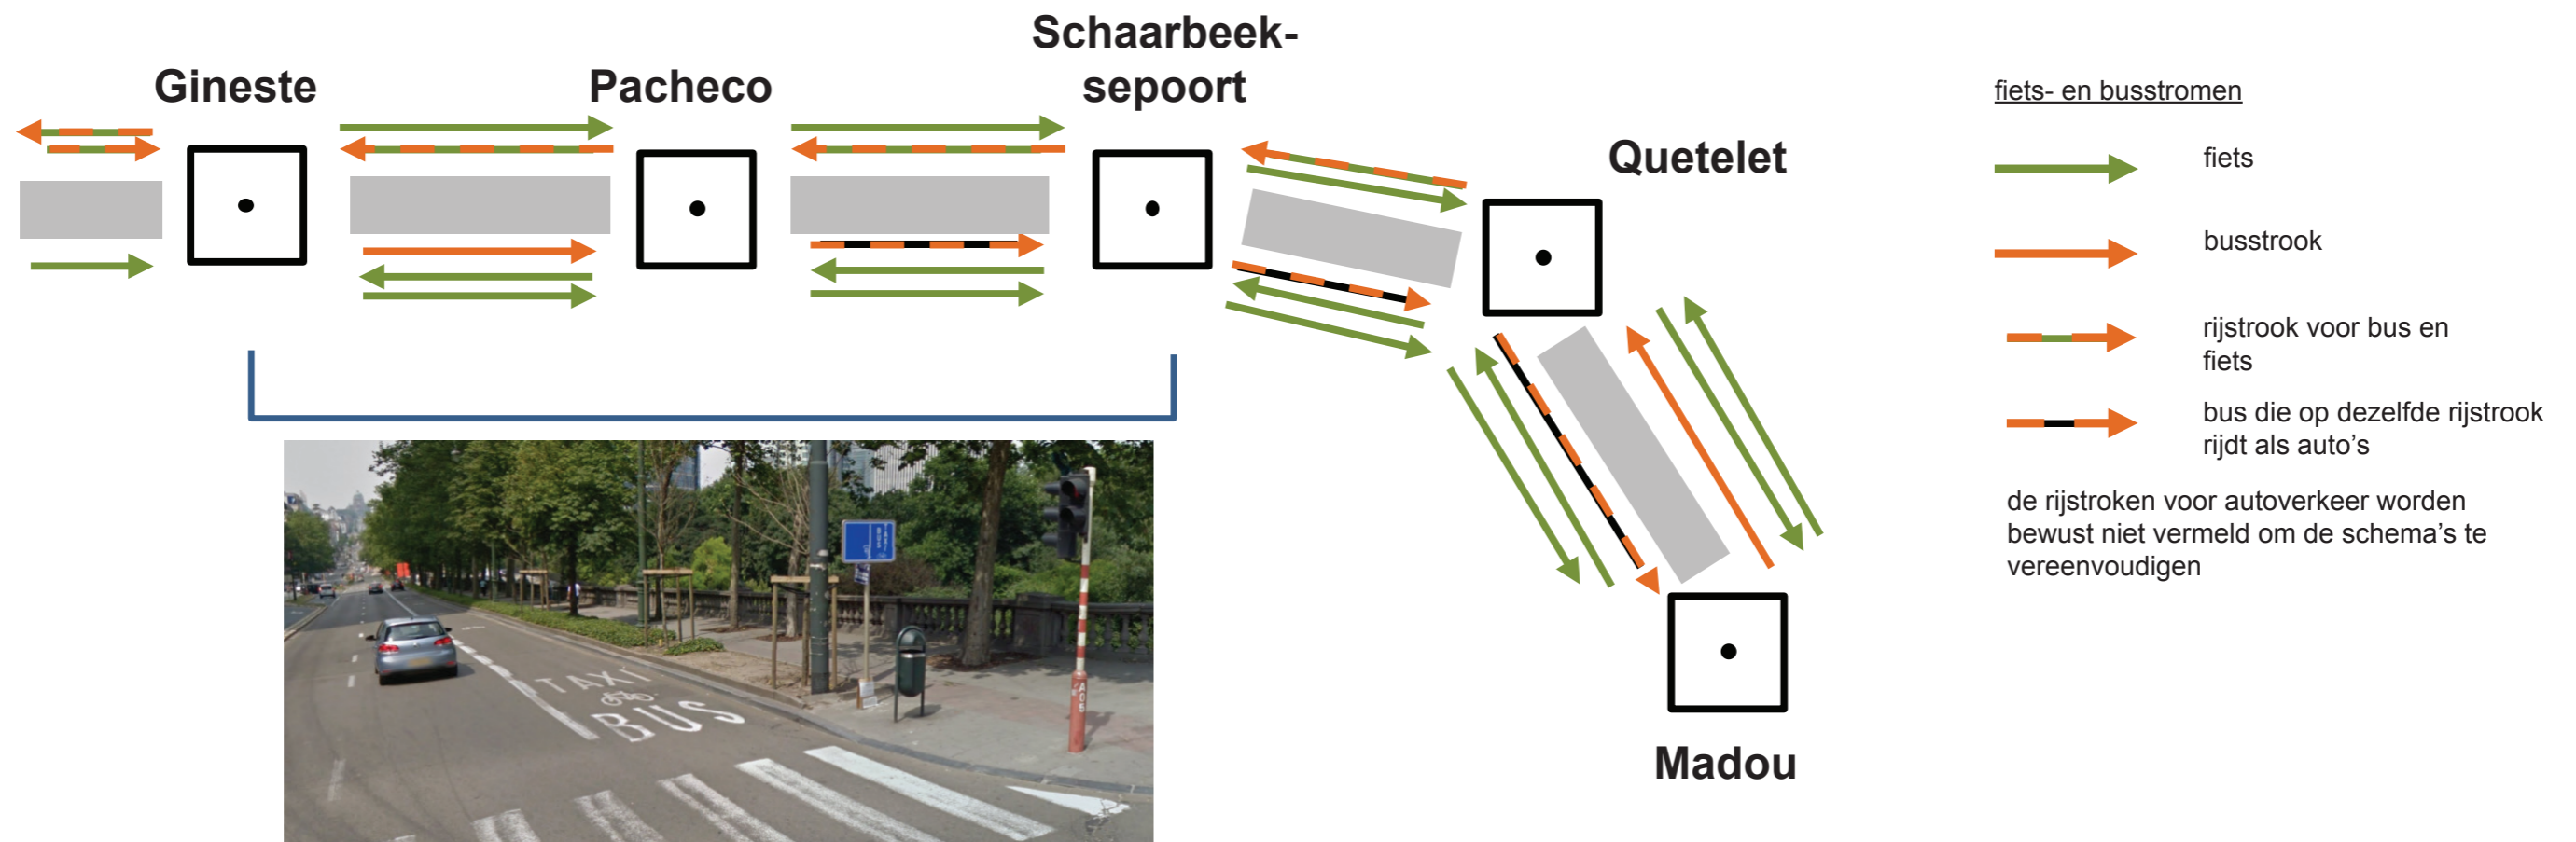 Schaarbeek-
sepoort
Gineste
Pacheco
Quetelet
Madou
fiets- en busstromen
fiets
busstrook
rijstrook voor bus en
fiets
bus die op dezelfde rijstrook
rijdt als auto's
de rijstroken voor autoverkeer worden
bewust niet vermeld om de schema's te
vereenvoudigen
TAXI
BUS
BUS
TAXI